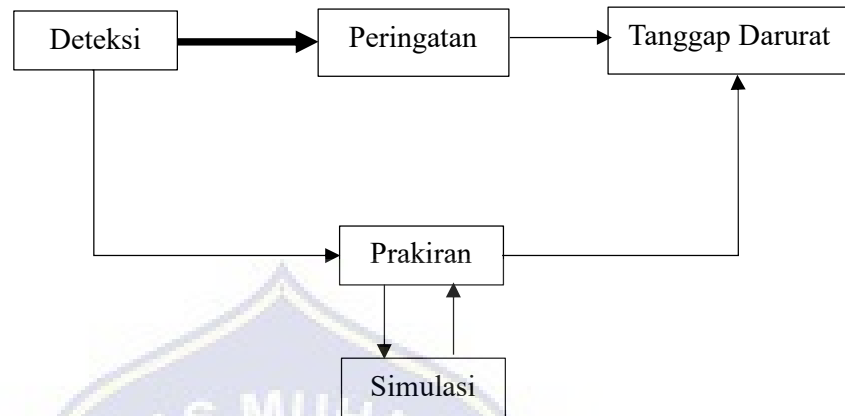 Deteksi
Peringatan
Tanggap Darurat
Prakiran
Simulasi